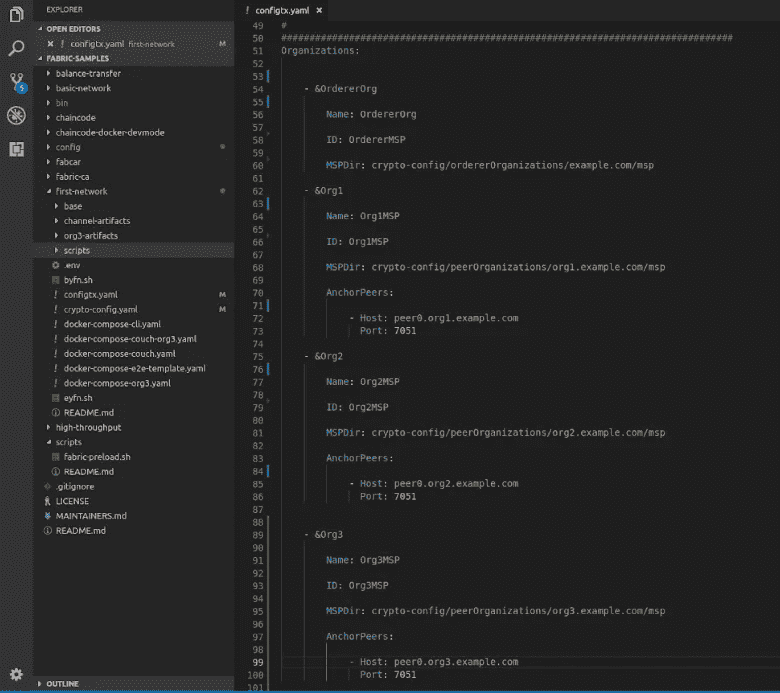 EXPLORER
OPEN EDITORS
configtx.yaml first-network M
FABRIC-SAMPLES
balance-transfer
basic-network
bin
chaincode
chaincode-docker-devmode
config
fabcar
fabric-ca
first-network
base
channel-artifacts
org3-artifacts
scripts
.env
byfn.sh
configtx.yaml M
crypto-config.yaml M
docker-compose-cli.yaml
docker-compose-couch-org3.yaml
docker-compose-couch.yaml
docker-compose-e2e-template.yaml
docker-compose-org3.yaml
eyfn.sh
README.md
high-throughput
scripts
fabric-preload.sh
README.md
.gitignore
LICENSE
MAINTAINERS.md
README.md
OUTLINE
5
configtx.yaml
49 #
50 ################################################################################
51 Organizations:
52
53
54 - &OrdererOrg
55
56 Name: OrdererOrg
57
58 ID: OrdererMSP
59
60 MSPDir: crypto-config/ordererOrganizations/example.com/msp
61
62 - &Org1
63
64 Name: Org1MSP
65
66 ID: Org1MSP
67
68 MSPDir: crypto-config/peerOrganizations/org1.example.com/msp
69
70 AnchorPeers:
71
72 - Host: peer0.org1.example.com
73 Port: 7051
74
75 - &Org2
76
77 Name: Org2MSP
78
79 ID: Org2MSP
80
81 MSPDir: crypto-config/peerOrganizations/org2.example.com/msp
82
83 AnchorPeers:
84
85 - Host: peer0.org2.example.com
86 Port: 7051
87
88
89 - &Org3
90
91 Name: Org3MSP
92
93 ID: Org3MSP
94
95 MSPDir: crypto-config/peerOrganizations/org3.example.com/msp
96
97 AnchorPeers:
98
99 - Host: peer0.org3.example.com
100 Port: 7051
101